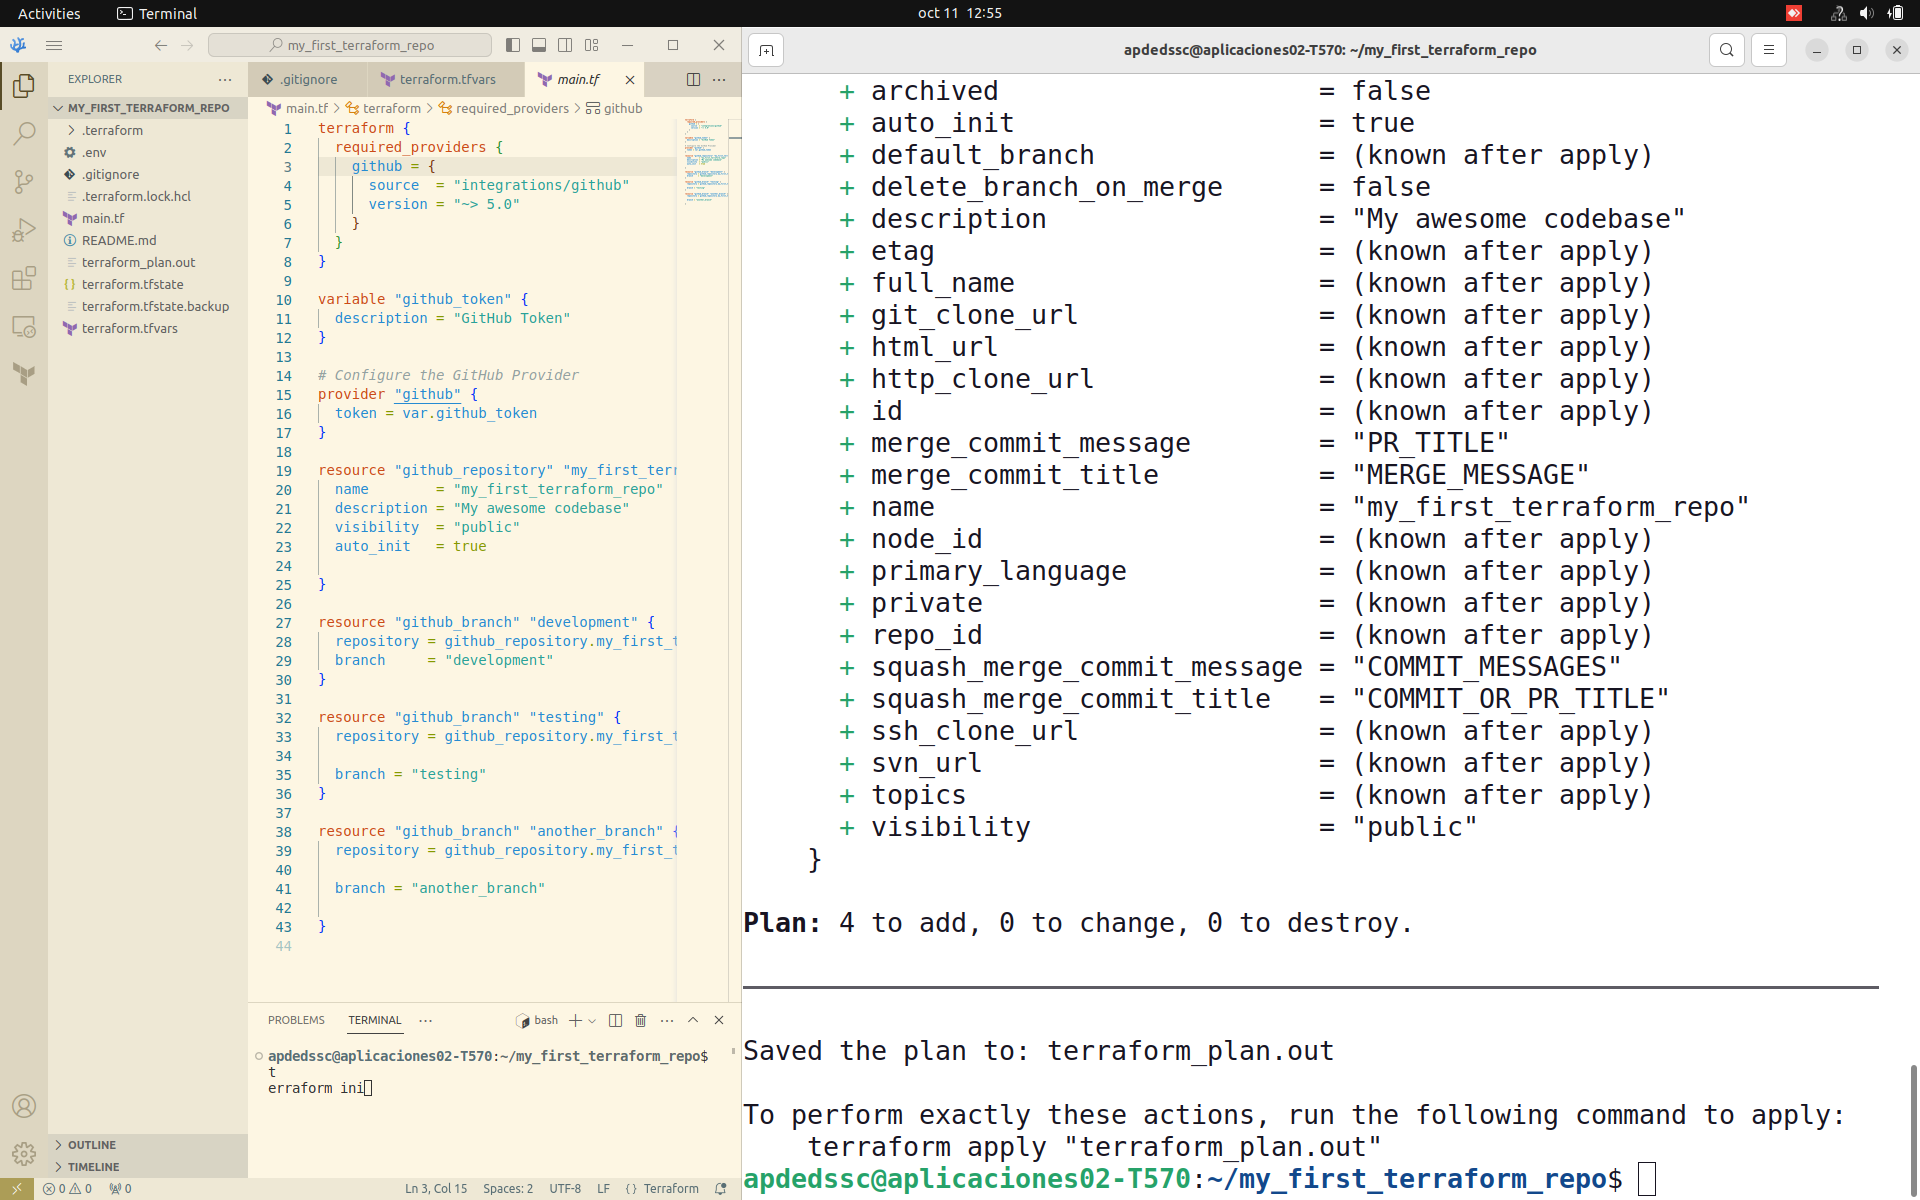 Activities
Terminal
oct 11 12:55
my_first_terraform_repo
EXPLORER
MY_FIRST_TERRAFORM_REPO
.terraform
.env
.gitignore
.terraform.lock.hcl
main.tf
README.md
terraform_plan.out
terraform.tfstate
terraform.tfstate.backup
terraform.tfvars
OUTLINE
TIMELINE
.gitignore
terraform.tfvars
main.tf
main.tf > terraform > required_providers > github
1 terraform {
2 required_providers {
3 github = {
4 source = "integrations/github"
5 version = "~> 5.0"
6 }
7 }
8 }
9
10 variable "github_token" {
11 description = "GitHub Token"
12 }
13
14 # Configure the GitHub Provider
15 provider "github" {
16 token = var.github_token
17 }
18
19 resource "github_repository" "my_first_terr
20 name = "my_first_terraform_repo"
21 description = "My awesome codebase"
22 visibility = "public"
23 auto_init = true
24
25 }
26
27 resource "github_branch" "development" {
28 repository = github_repository.my_first_t
29 branch = "development"
30 }
31
32 resource "github_branch" "testing" {
33 repository = github_repository.my_first_t
34
35 branch = "testing"
36 }
37
38 resource "github_branch" "another_branch" {
39 repository = github_repository.my_first_t
40
41 branch = "another_branch"
42
43 }
44
PROBLEMS TERMINAL
bash
apdedssc@aplicaciones02-T570:~/my_first_terraform_repo$
t
erraform ini
0 0 0
Ln 3, Col 15 Spaces: 2 UTF-8 LF {} Terraform
apdedssc@aplicaciones02-T570: ~/my_first_terraform_repo
+ archived = false
+ auto_init = true
+ default_branch = (known after apply)
+ delete_branch_on_merge = false
+ description = "My awesome codebase"
+ etag = (known after apply)
+ full_name = (known after apply)
+ git_clone_url = (known after apply)
+ html_url = (known after apply)
+ http_clone_url = (known after apply)
+ id = (known after apply)
+ merge_commit_message = "PR_TITLE"
+ merge_commit_title = "MERGE_MESSAGE"
+ name = "my_first_terraform_repo"
+ node_id = (known after apply)
+ primary_language = (known after apply)
+ private = (known after apply)
+ repo_id = (known after apply)
+ squash_merge_commit_message = "COMMIT_MESSAGES"
+ squash_merge_commit_title = "COMMIT_OR_PR_TITLE"
+ ssh_clone_url = (known after apply)
+ svn_url = (known after apply)
+ topics = (known after apply)
+ visibility = "public"
}
Plan: 4 to add, 0 to change, 0 to destroy.
Saved the plan to: terraform_plan.out
To perform exactly these actions, run the following command to apply:
terraform apply "terraform_plan.out"
apdedssc@aplicaciones02-T570:~/my_first_terraform_repo$